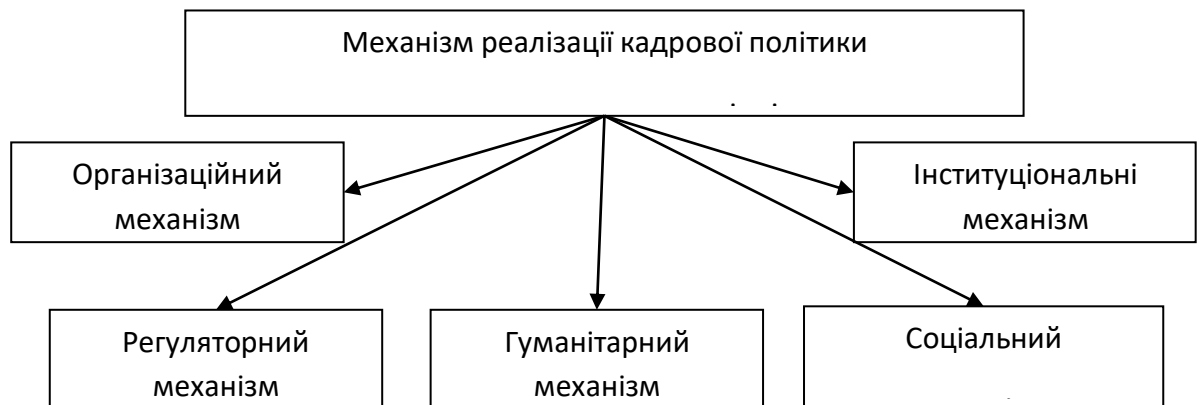 Механізм реалізації кадрової політики
Організаційний
механізм
Інституціональні
механізм
Регуляторний
механізм
Гуманітарний
механізм
Соціальний